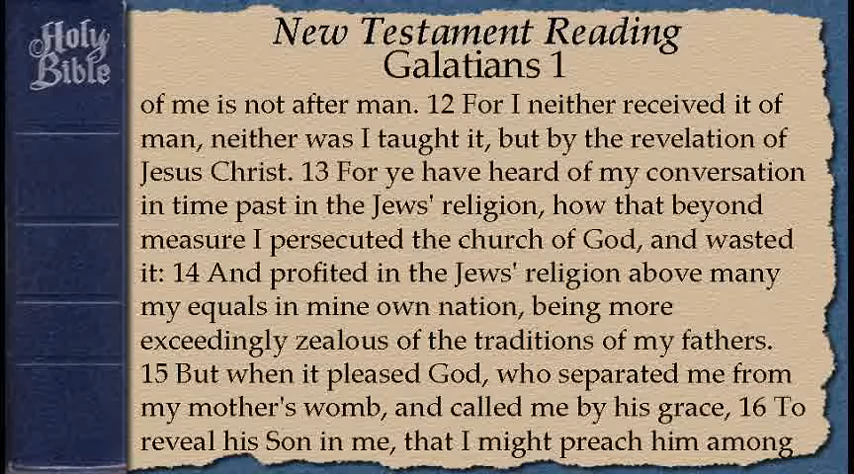 Holy
Bible
New Testament Reading
Galatians 1
of me is not after man. 12 For I neither received it of
man, neither was I taught it, but by the revelation of
Jesus Christ. 13 For ye have heard of my conversation
in time past in the Jews' religion, how that beyond
measure I persecuted the church of God, and wasted
it: 14 And profited in the Jews' religion above many
my equals in mine own nation, being more
exceedingly zealous of the traditions of my fathers.
15 But when it pleased God, who separated me from
my mother's womb, and called me by his grace, 16 To
reveal his Son in me, that I might preach him among